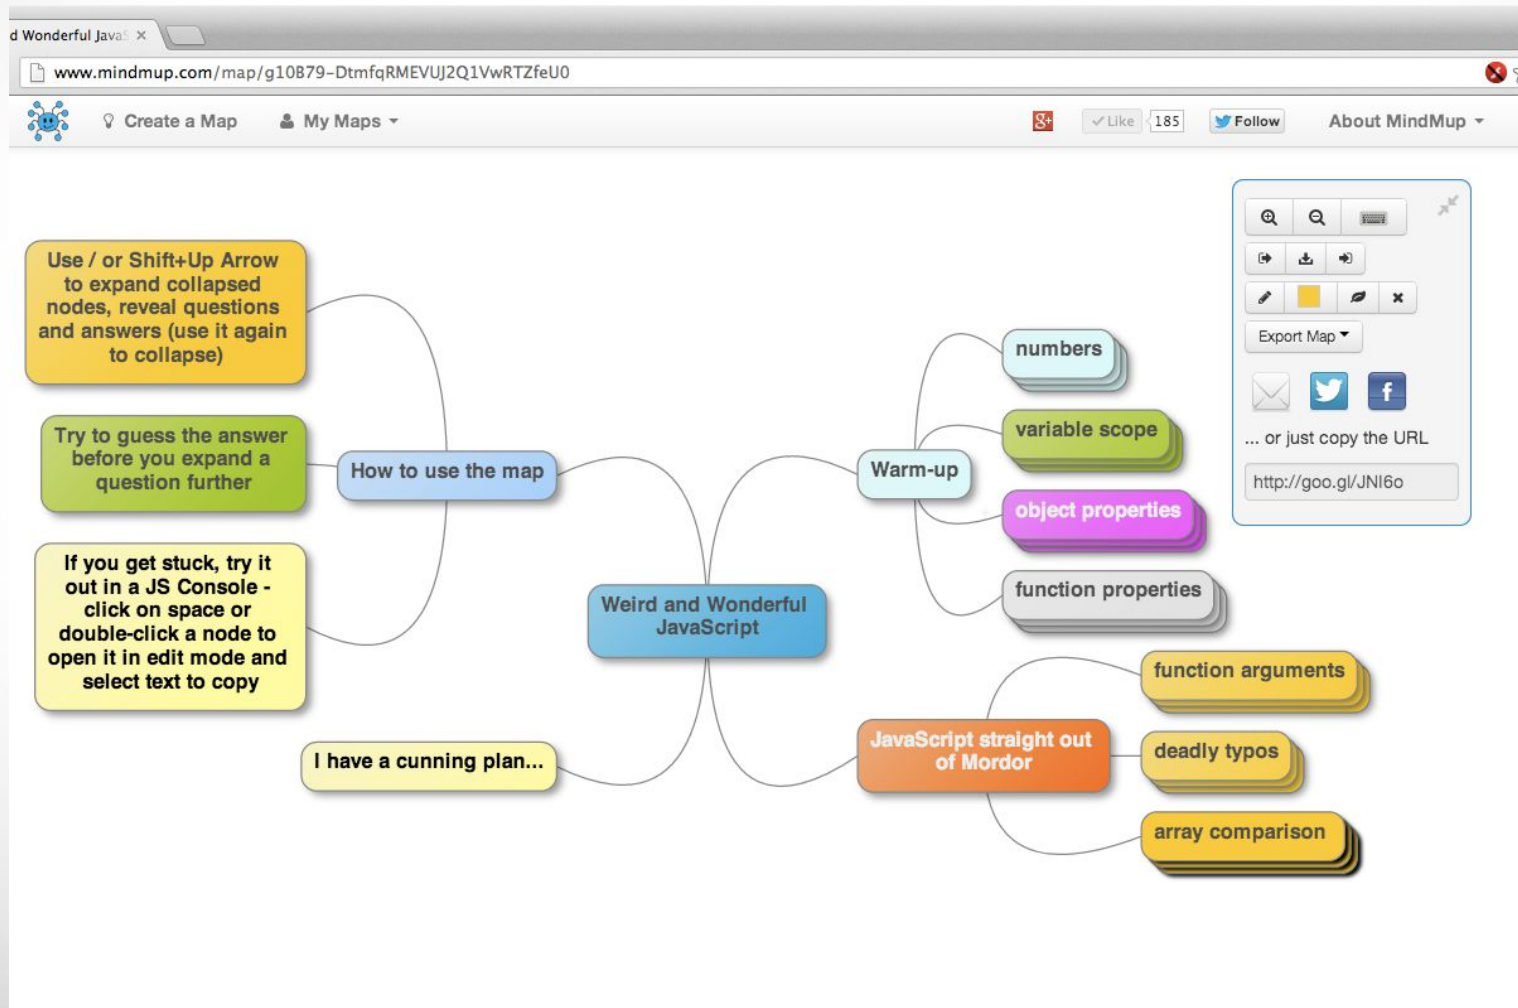 d Wonderful JavaS
www.mindmup.com/map/g10B79-DtmfqRMEVUJ2Q1VwRTZfeU0
Create a Map
My Maps
g+
Like
185
Follow
About MindMup
Use / or Shift+Up Arrow
to expand collapsed
nodes, reveal questions
and answers (use it again
to collapse)
Try to guess the answer
before you expand a
question further
If you get stuck, try it
out in a JS Console -
click on space or
double-click a node to
open it in edit mode and
select text to copy
How to use the map
I have a cunning plan...
Weird and Wonderful
JavaScript
Warm-up
numbers
variable scope
object properties
function properties
JavaScript straight out
of Mordor
function arguments
deadly typos
array comparison
Export Map
f
... or just copy the URL
http://goo.gl/JNI6o